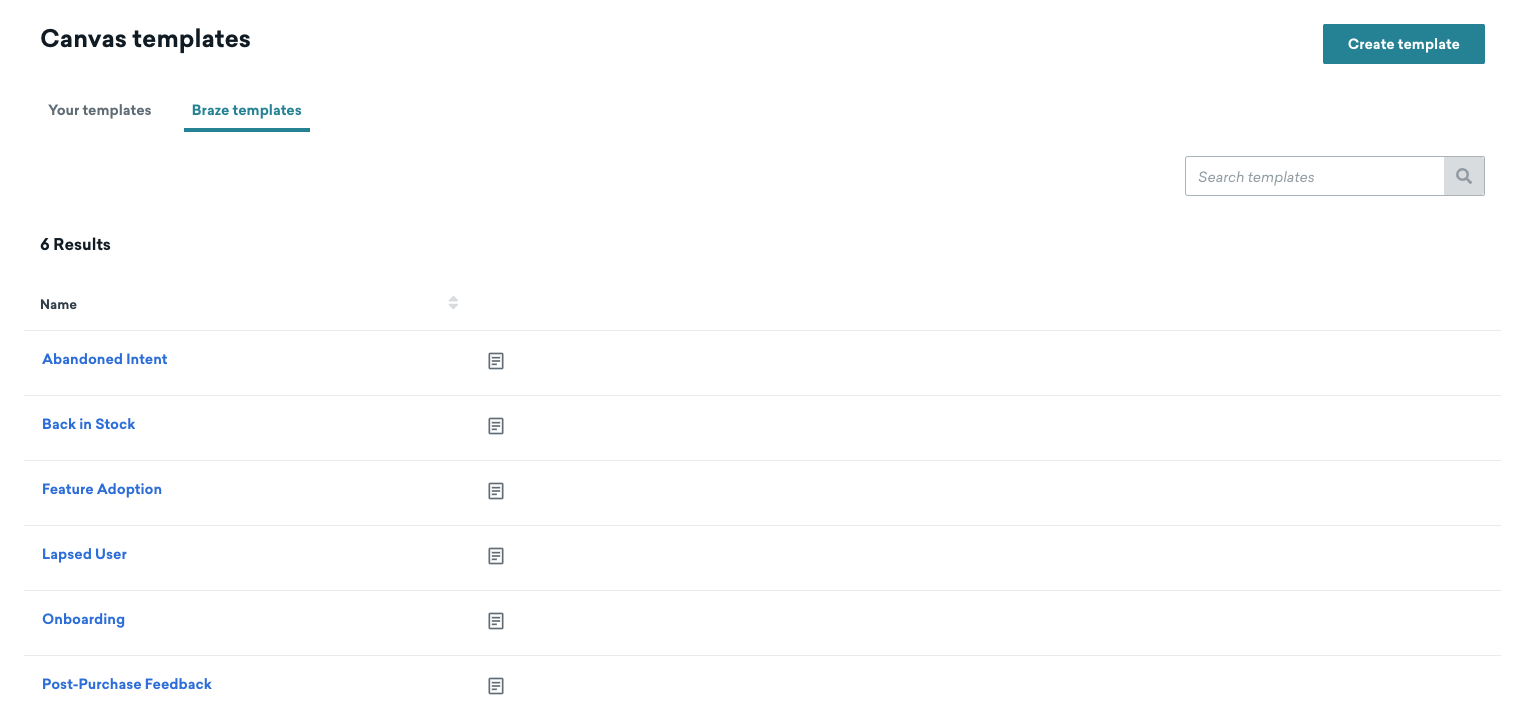 Canvas templates
Create template
Your templates
Braze templates
Search templates
6 Results
Name
Abandoned Intent
Back in Stock
Feature Adoption
Lapsed User
Onboarding
Post-Purchase Feedback